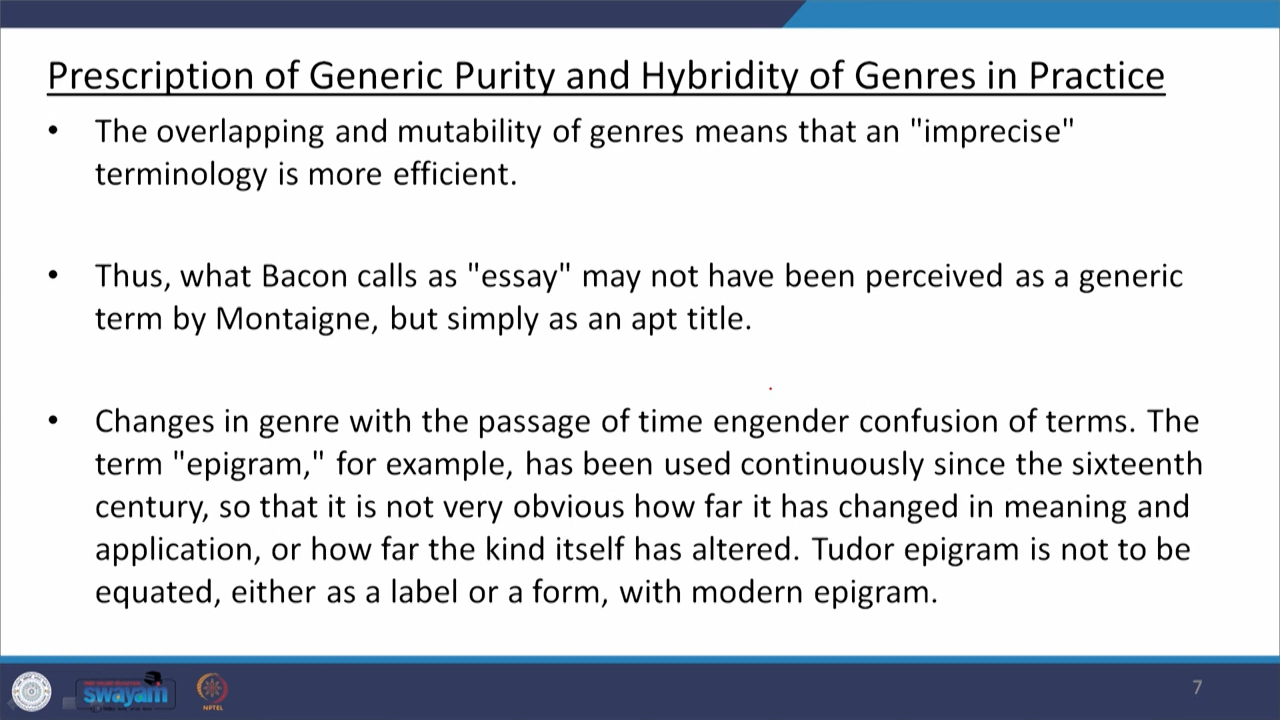 Prescription of Generic Purity and Hybridity of Genres in Practice
• The overlapping and mutability of genres means that an "imprecise"
terminology is more efficient.
• Thus, what Bacon calls as "essay" may not have been perceived as a generic
term by Montaigne, but simply as an apt title.
• Changes in genre with the passage of time engender confusion of terms. The
term "epigram," for example, has been used continuously since the sixteenth
century, so that it is not very obvious how far it has changed in meaning and
application, or how far the kind itself has altered. Tudor epigram is not to be
equated, either as a label or a form, with modern epigram.
swayam
NPTEL
7